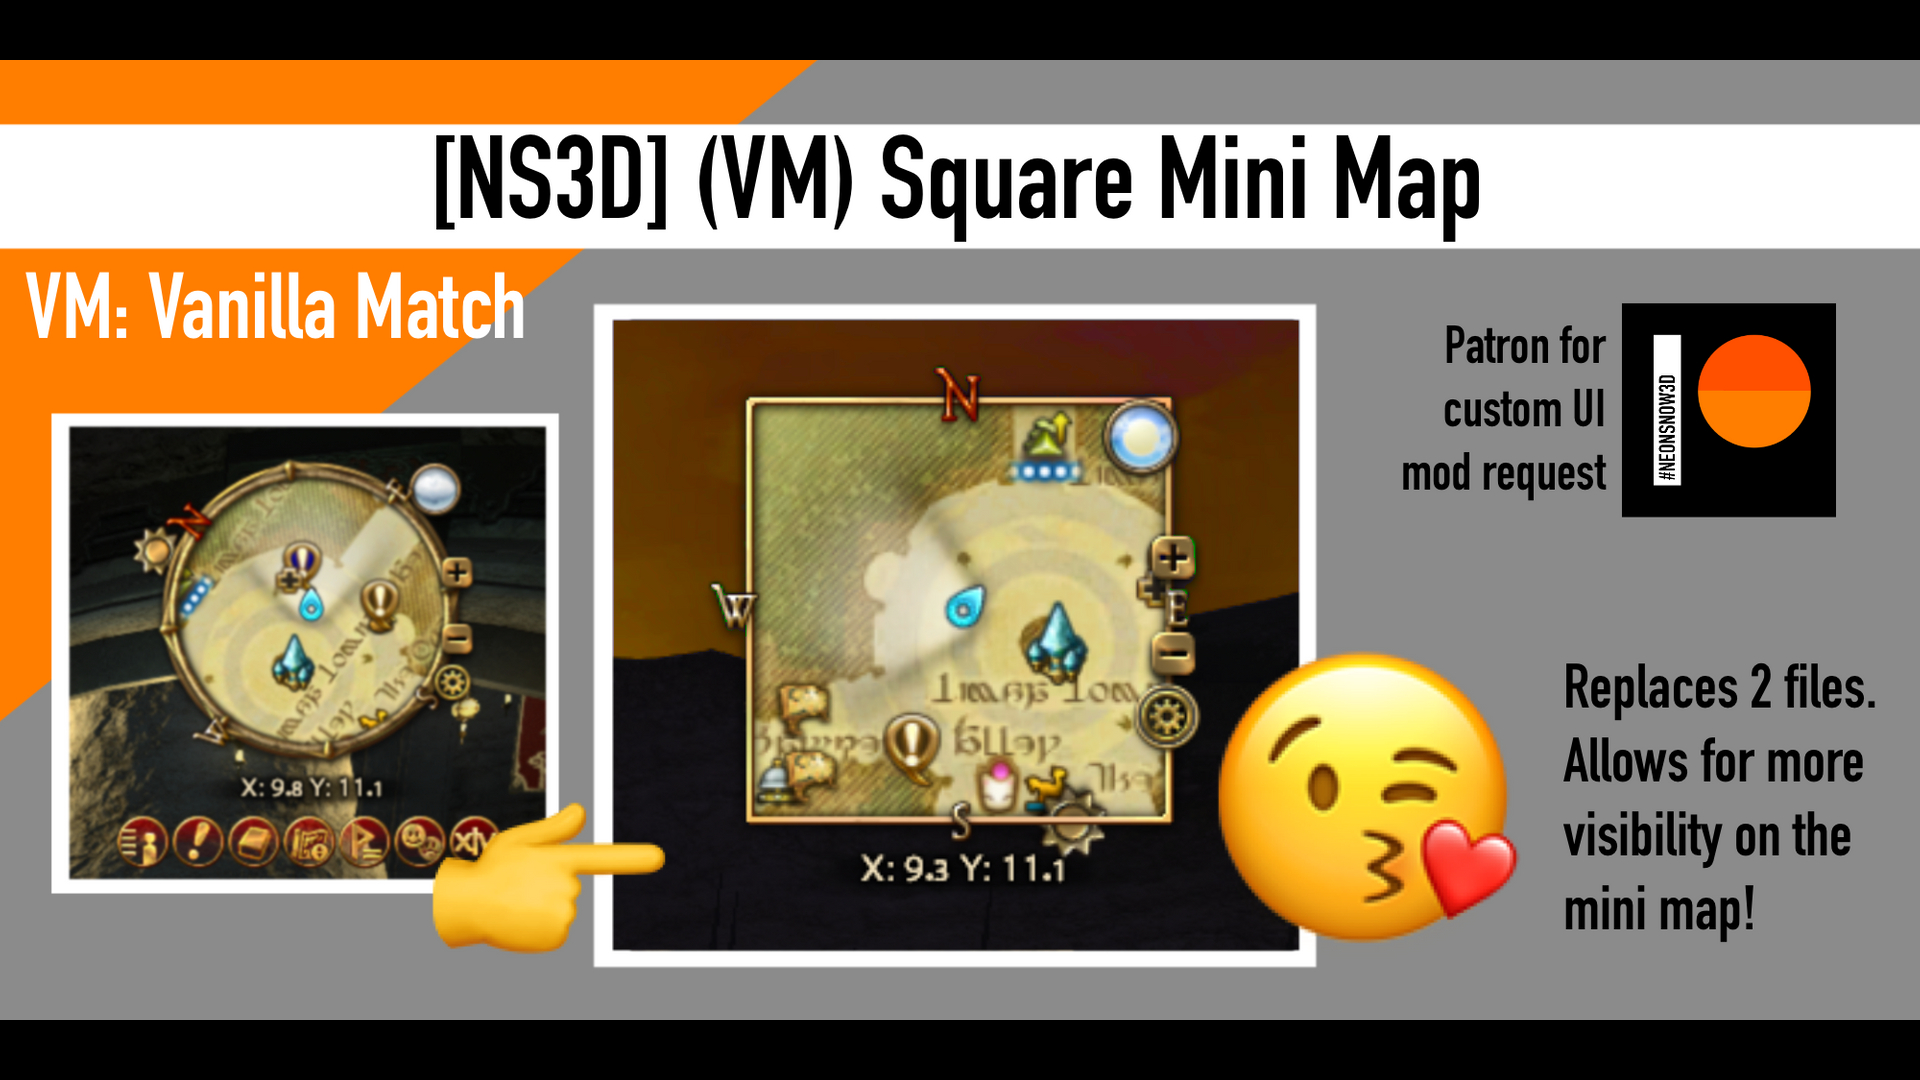 [NS3D] (VM) Square Mini Map
VM: Vanilla Match
N
E
S
W
X: 9.8 Y: 11.1
XIV
N
W
E
S
X: 9.3 Y: 11.1
Patron for
custom UI
mod request
#NEONSNOW3D
Replaces 2 files.
Allows for more
visibility on the
mini map!